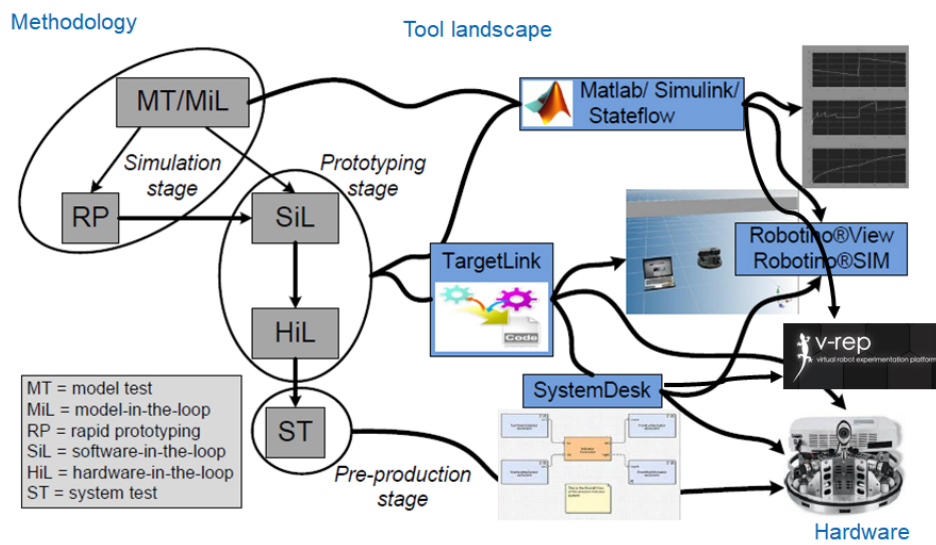 Methodology
Tool landscape
MT/MiL
Matlab/ Simulink/
Stateflow
Simulation
stage
Prototyping
stage
RP
SiL
Robotino®View
Robotino®SIM
TargetLink
Code
HiL
v-rep
virtual robot experimentation platform
SystemDesk
MT = model test
MiL = model-in-the-loop
RP = rapid prototyping
SiL = software-in-the-loop
HiL = hardware-in-the-loop
ST = system test
ST
Pre-production
stage
Hardware